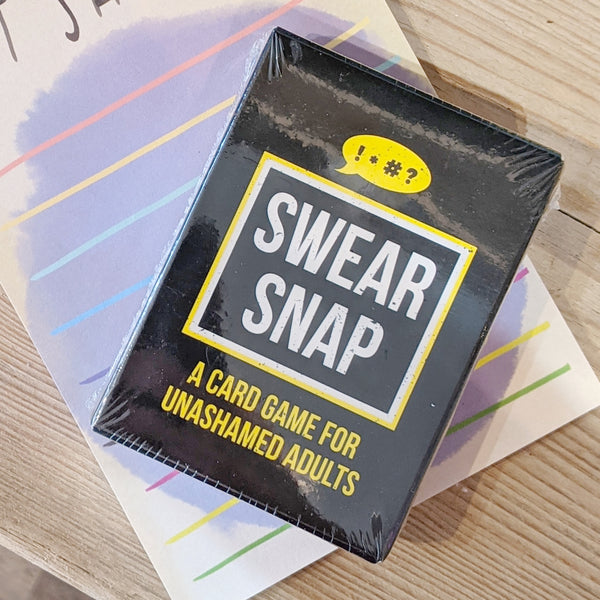 !*#?
SWEAR
SNAP
A CARD GAME FOR
UNASHAMED ADULTS